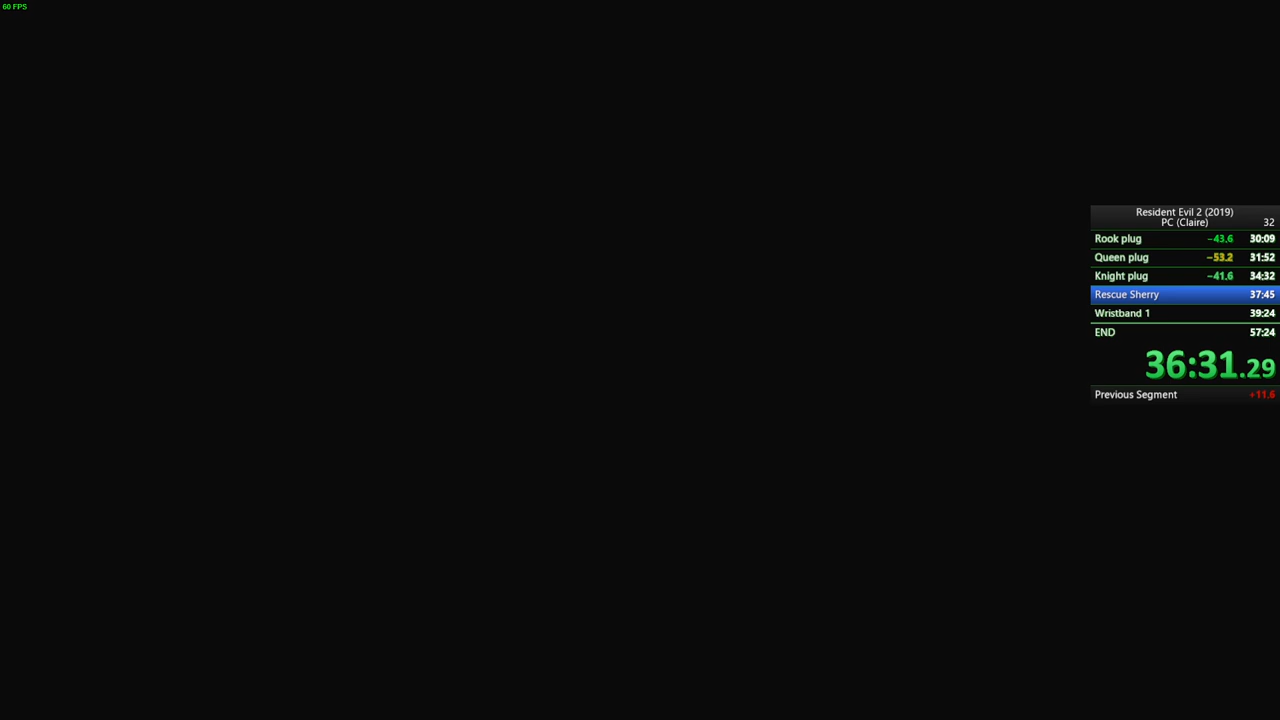 60 FPS
Resident Evil 2 (2019)
PC (Claire) 32
Rook plug -43.6 30:09
Queen plug -53.2 31:52
Knight plug -41.6 34:32
Rescue Sherry 37:45
Wristband 1 39:24
END 57:24
36:31.29
Previous Segment +11.6